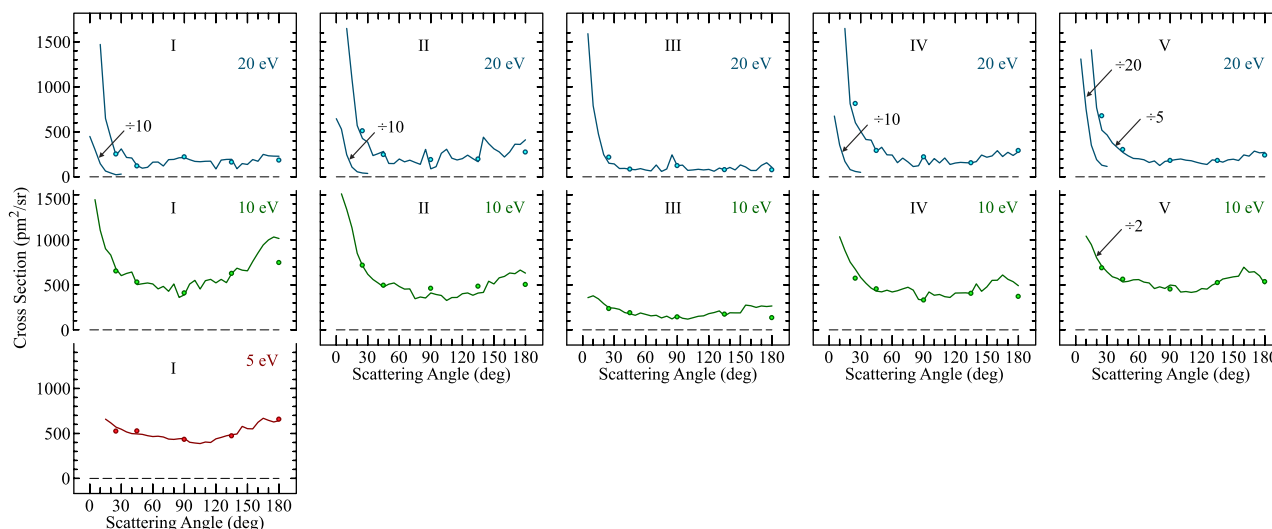 1500
1000
500
0
I
20 eV
÷10
II
20 eV
÷10
III
20 eV
IV
20 eV
÷10
V
20 eV
÷20
÷5
Cross Section (pm²/sr)
1500
1000
500
0
I
10 eV
II
10 eV
III
10 eV
IV
10 eV
V
10 eV
÷2
0 30 60 90 120 150 180
Scattering Angle (deg)
0 30 60 90 120 150 180
Scattering Angle (deg)
0 30 60 90 120 150 180
Scattering Angle (deg)
0 30 60 90 120 150 180
Scattering Angle (deg)
1000
500
0
I
5 eV
0 30 60 90 120 150 180
Scattering Angle (deg)